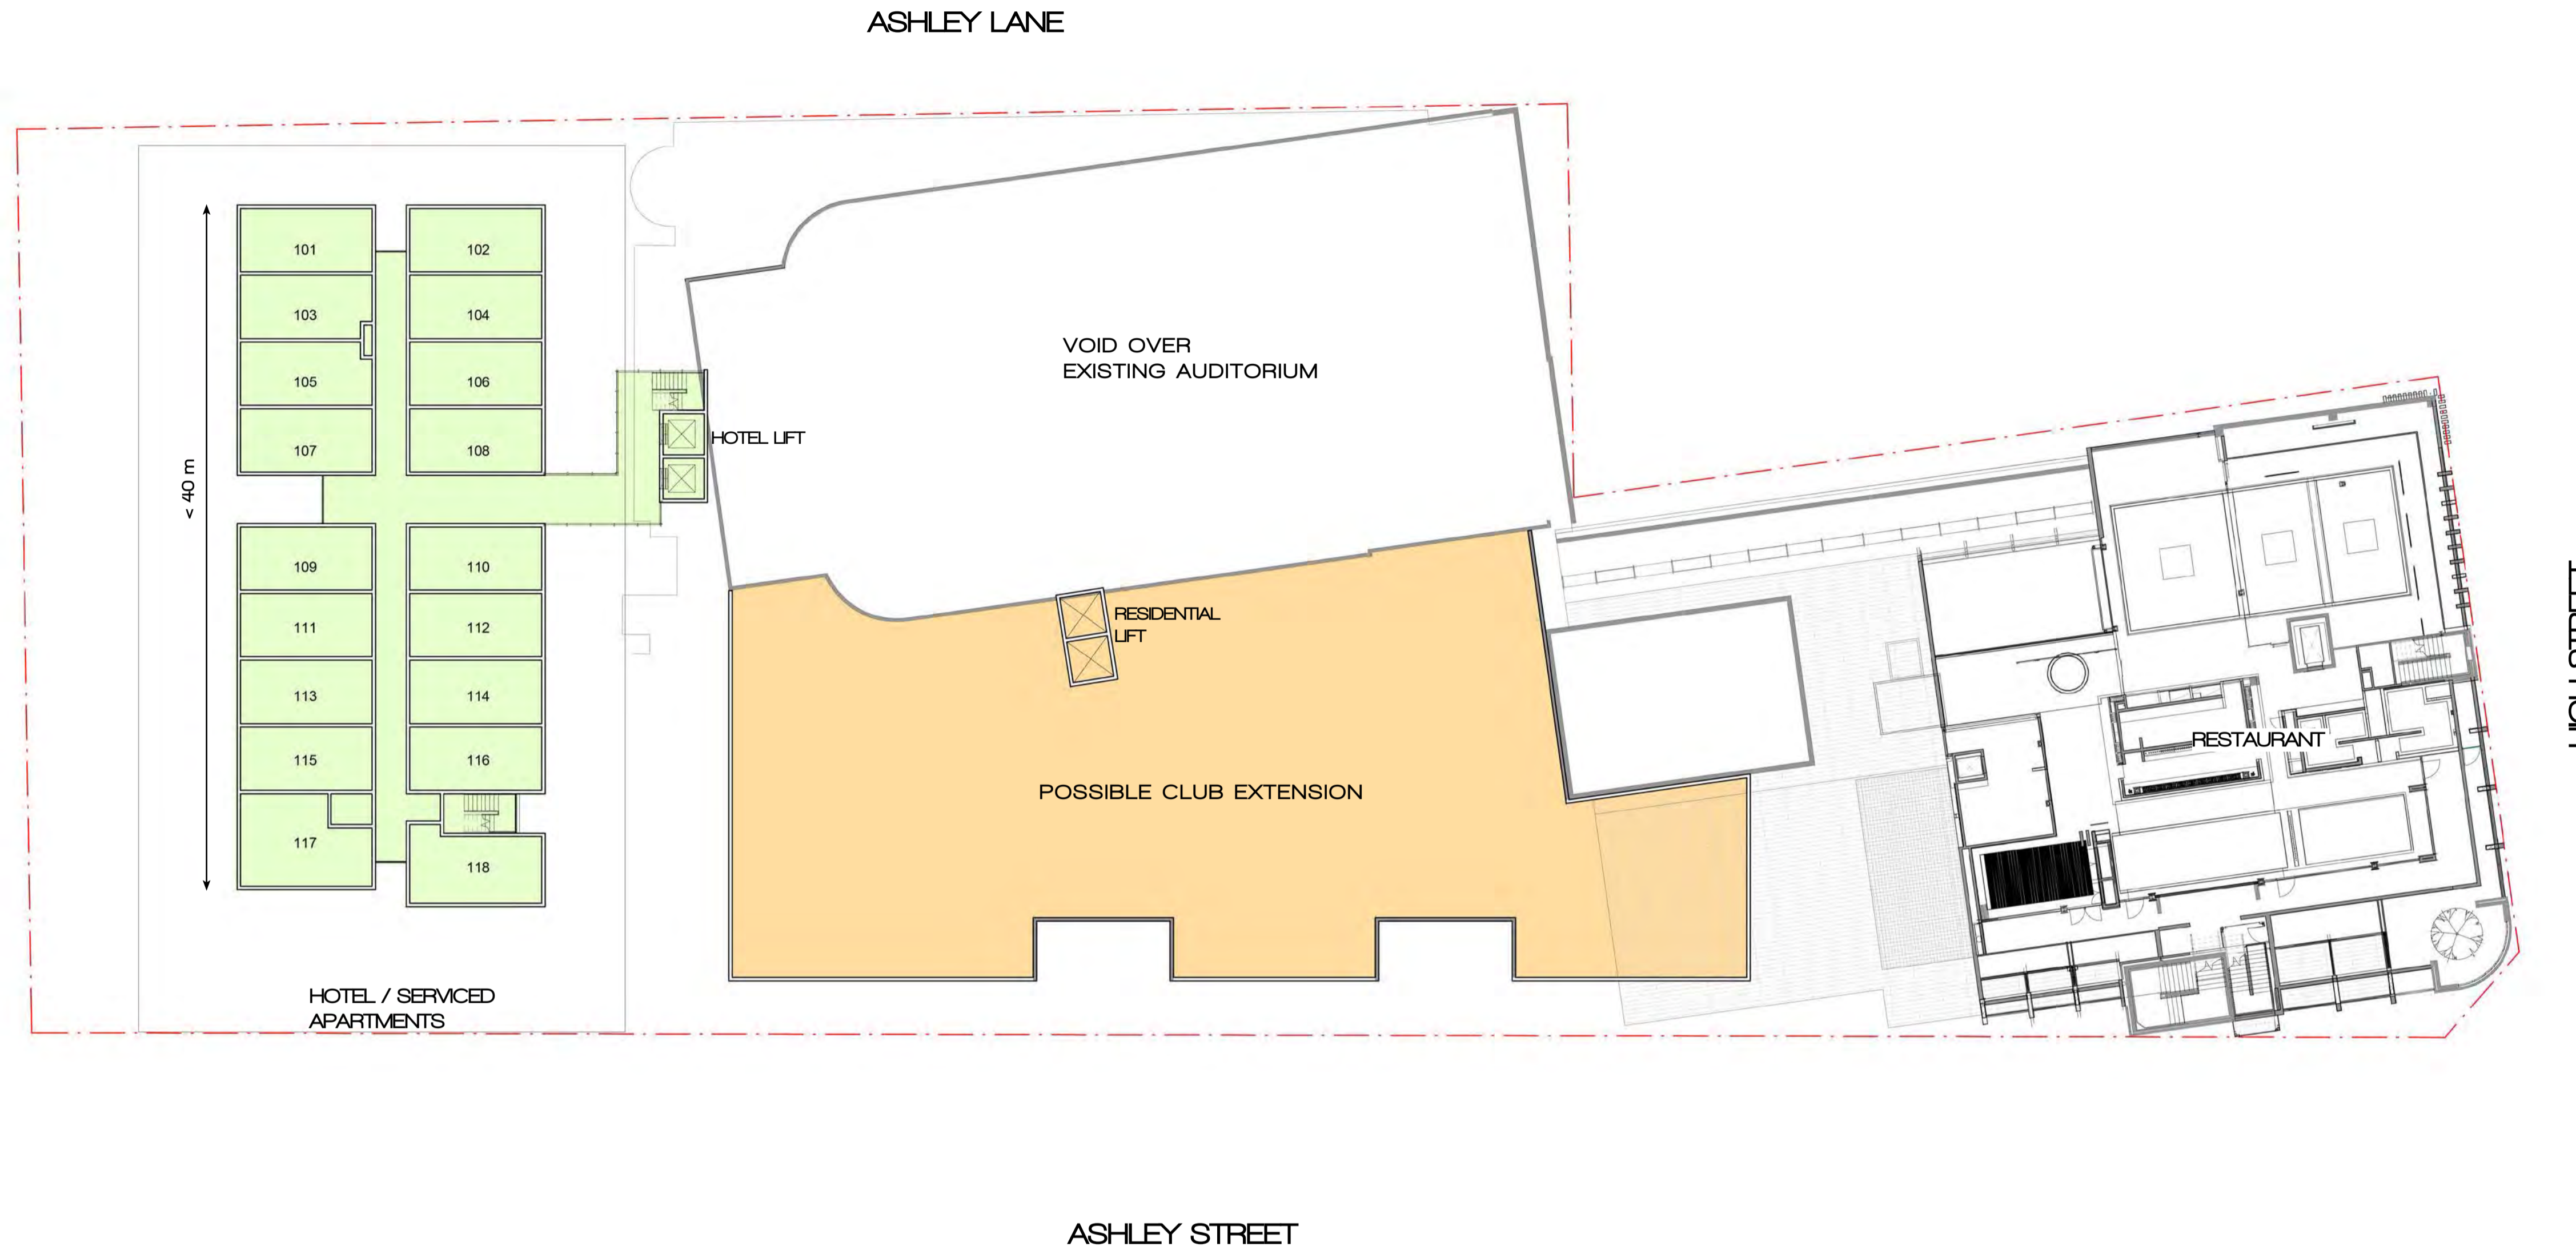 ASHLEY LANE
101
102
103
104
105
106
107
108
109
110
111
112
113
114
115
116
117
118
< 40 m
HOTEL / SERVICED
APARTMENTS
HOTEL LIFT
VOID OVER
EXISTING AUDITORIUM
RESIDENTIAL
LIFT
POSSIBLE CLUB EXTENSION
RESTAURANT
HIGH STREET
ASHLEY STREET